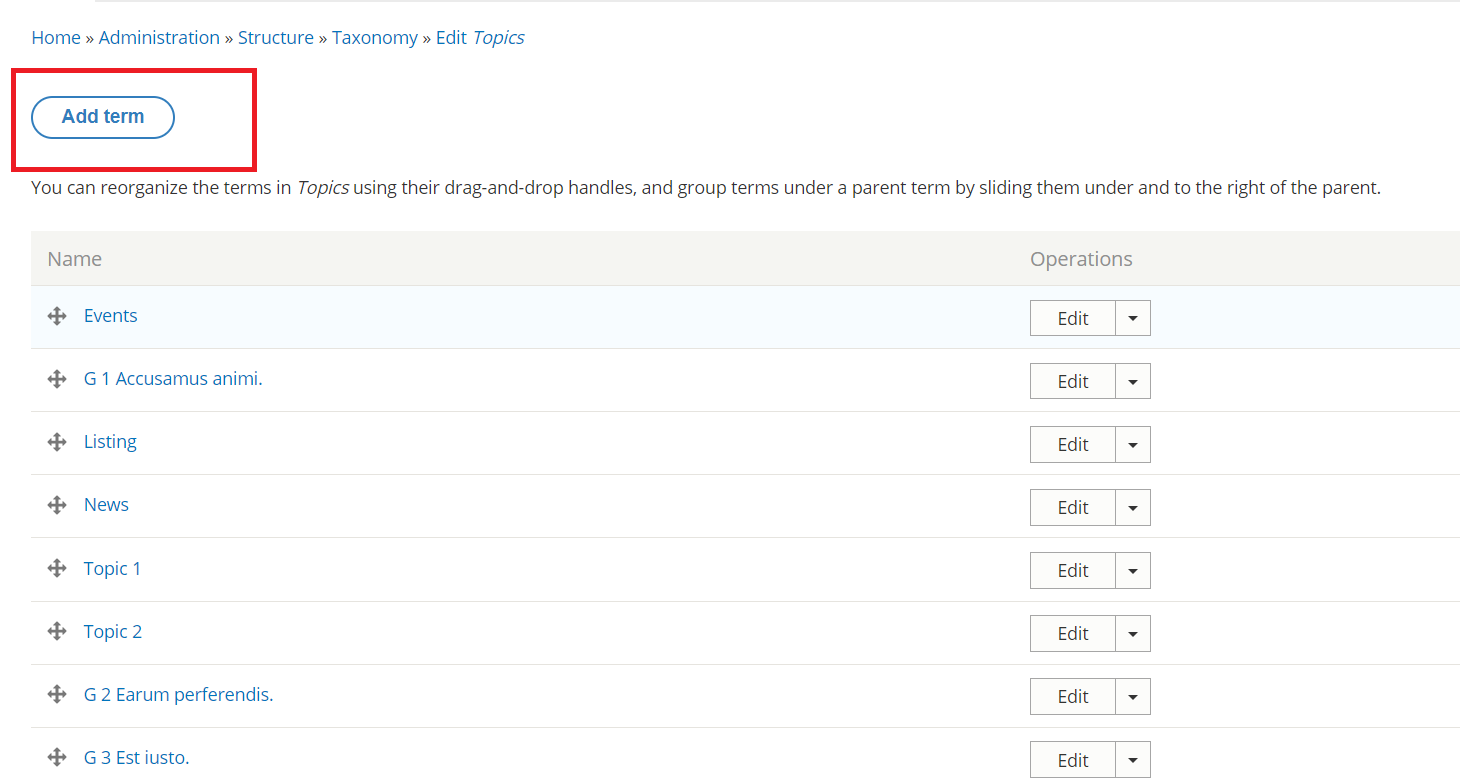 Home » Administration » Structure » Taxonomy » Edit Topics
Add term
You can reorganize the terms in Topics using their drag-and-drop handles, and group terms under a parent term by sliding them under and to the right of the parent.
Name Operations
Events Edit
G 1 Accusamus animi. Edit
Listing Edit
News Edit
Topic 1 Edit
Topic 2 Edit
G 2 Earum perferendis. Edit
G 3 Est iusto. Edit